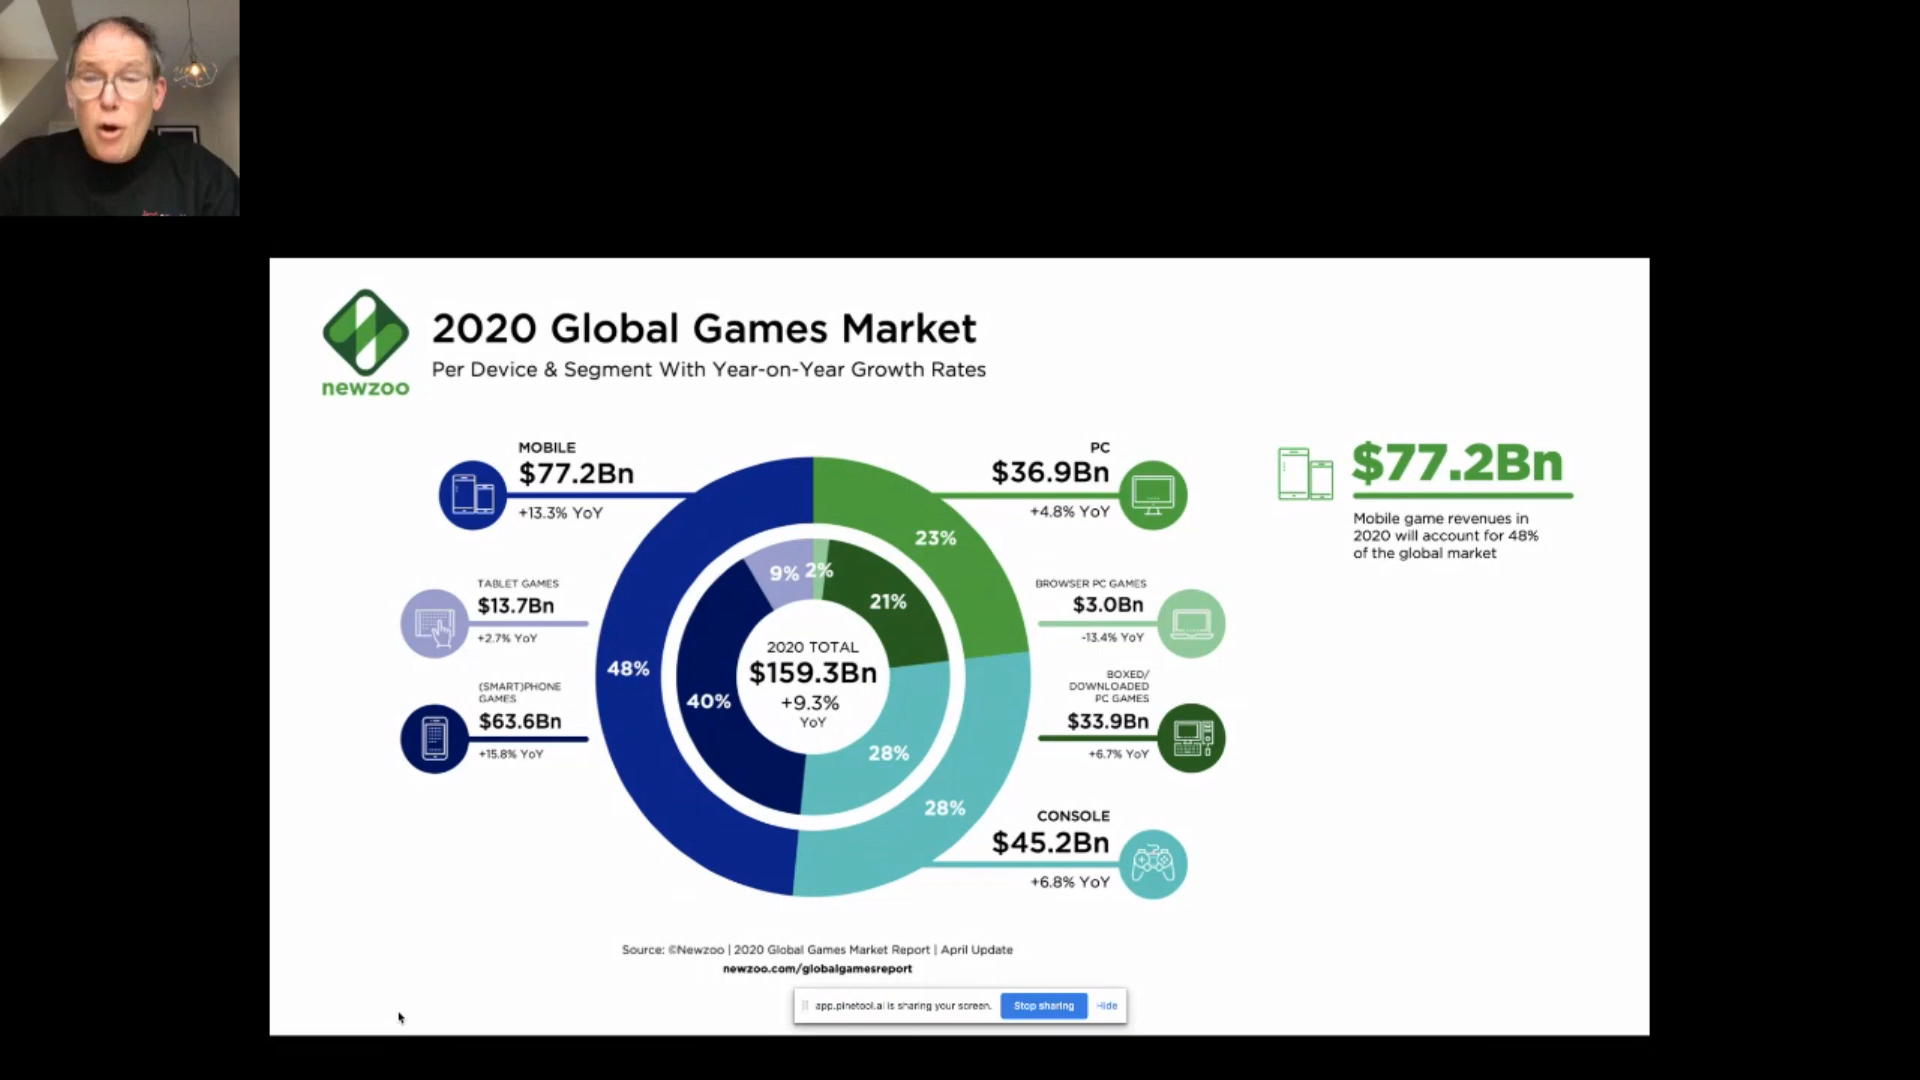 newzoo
2020 Global Games Market
Per Device & Segment With Year-on-Year Growth Rates
MOBILE
$77.2Bn
+13.3% YoY
TABLET GAMES
$13.7Bn
+2.7% YoY
(SMART)PHONE
GAMES
$63.6Bn
+15.8% YoY
48%
23%
28%
9%
2%
21%
40%
28%
2020 TOTAL
$159.3Bn
+9.3%
YoY
PC
$36.9Bn
+4.8% YoY
BROWSER PC GAMES
$3.0Bn
-13.4% YoY
BOXED/
DOWNLOADED
PC GAMES
$33.9Bn
+6.7% YoY
CONSOLE
$45.2Bn
+6.8% YoY
$77.2Bn
Mobile game revenues in
2020 will account for 48%
of the global market
Source: ©Newzoo | 2020 Global Games Market Report | April Update
newzoo.com/globalgamesreport
app.pinetool.ai is sharing your screen.
Stop sharing
Hide